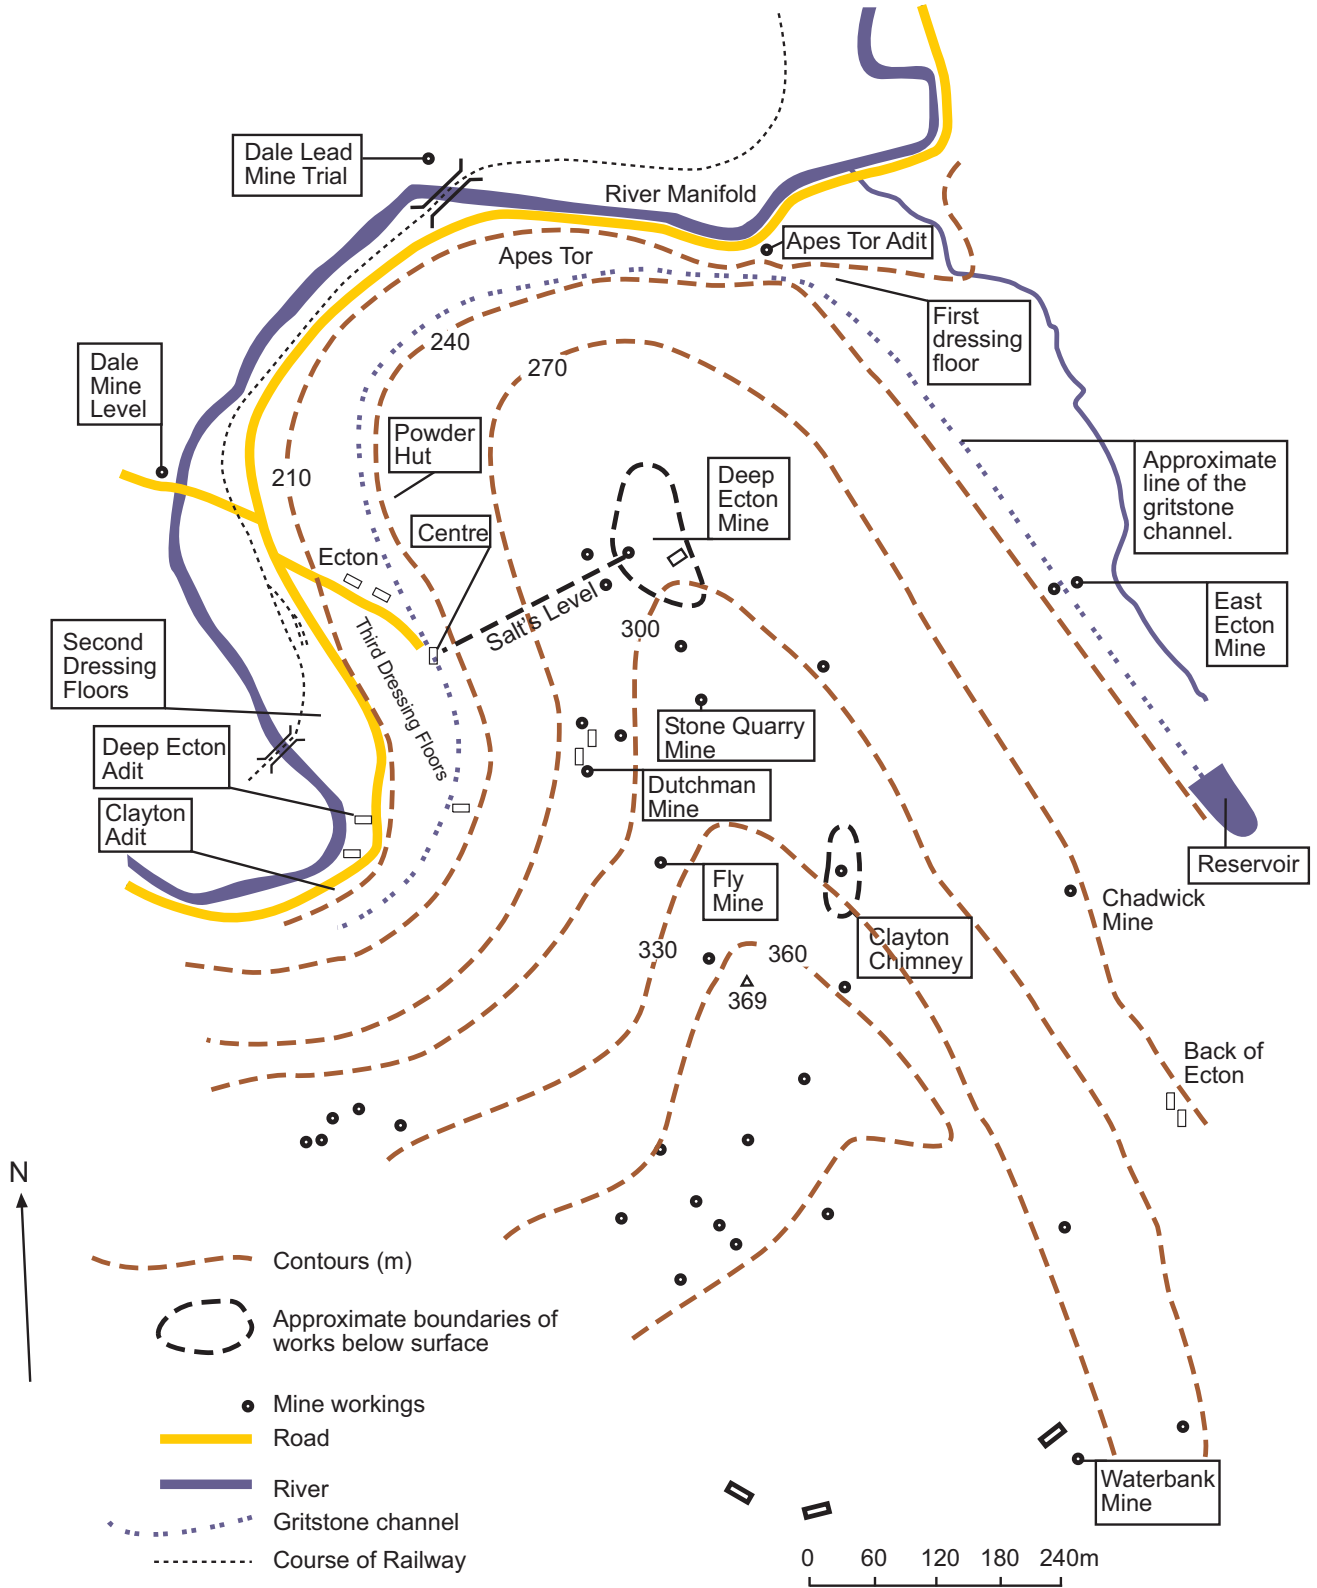 Dale Lead
Mine Trial
River Manifold
Apes Tor
Apes Tor Adit
First
dressing
floor
240
270
Dale
Mine
Level
Powder
Hut
210
Deep
Ecton
Mine
Approximate
line of the
gritstone
channel.
Centre
Ecton
Salt's Level
East
Ecton
Mine
300
Second
Dressing
Floors
Third Dressing Floors
Stone Quarry
Mine
Deep Ecton
Adit
Dutchman
Mine
Clayton
Adit
Reservoir
Fly
Mine
Chadwick
Mine
Clayton
Chimney
330
360
369
Back of
Ecton
N
Contours (m)
Approximate boundaries of
works below surface
Mine workings
Road
River
Gritstone channel
Course of Railway
Waterbank
Mine
0 60 120 180 240m